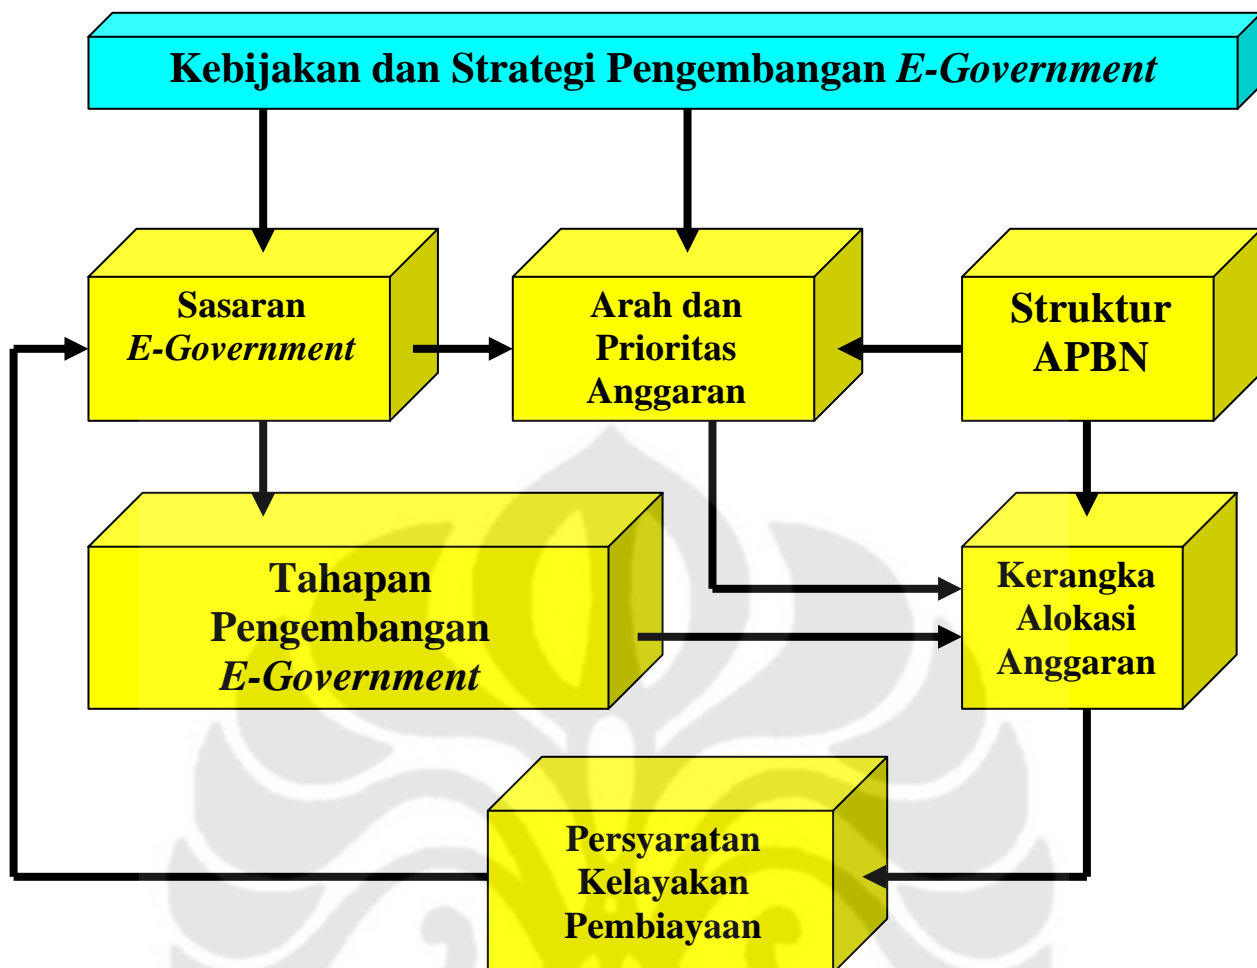 Kebijakan dan Strategi Pengembangan E-Government
Sasaran
E-Government
Arah dan
Prioritas
Anggaran
Struktur
APBN
Tahapan
Pengembangan
E-Government
Kerangka
Alokasi
Anggaran
Persyaratan
Kelayakan
Pembiayaan